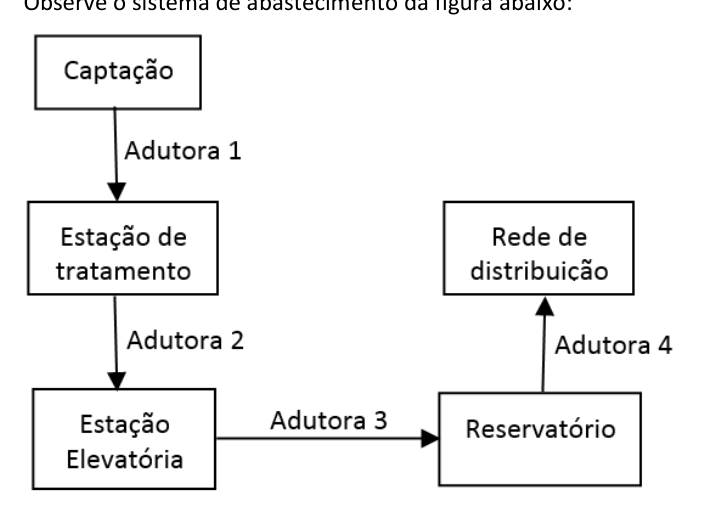 Observe o sistema de abastecimento da figura abaixo:
Captação
Adutora 1
Estação de
tratamento
Adutora 2
Estação
Elevatória
Adutora 3
Reservatório
Adutora 4
Rede de
distribuição